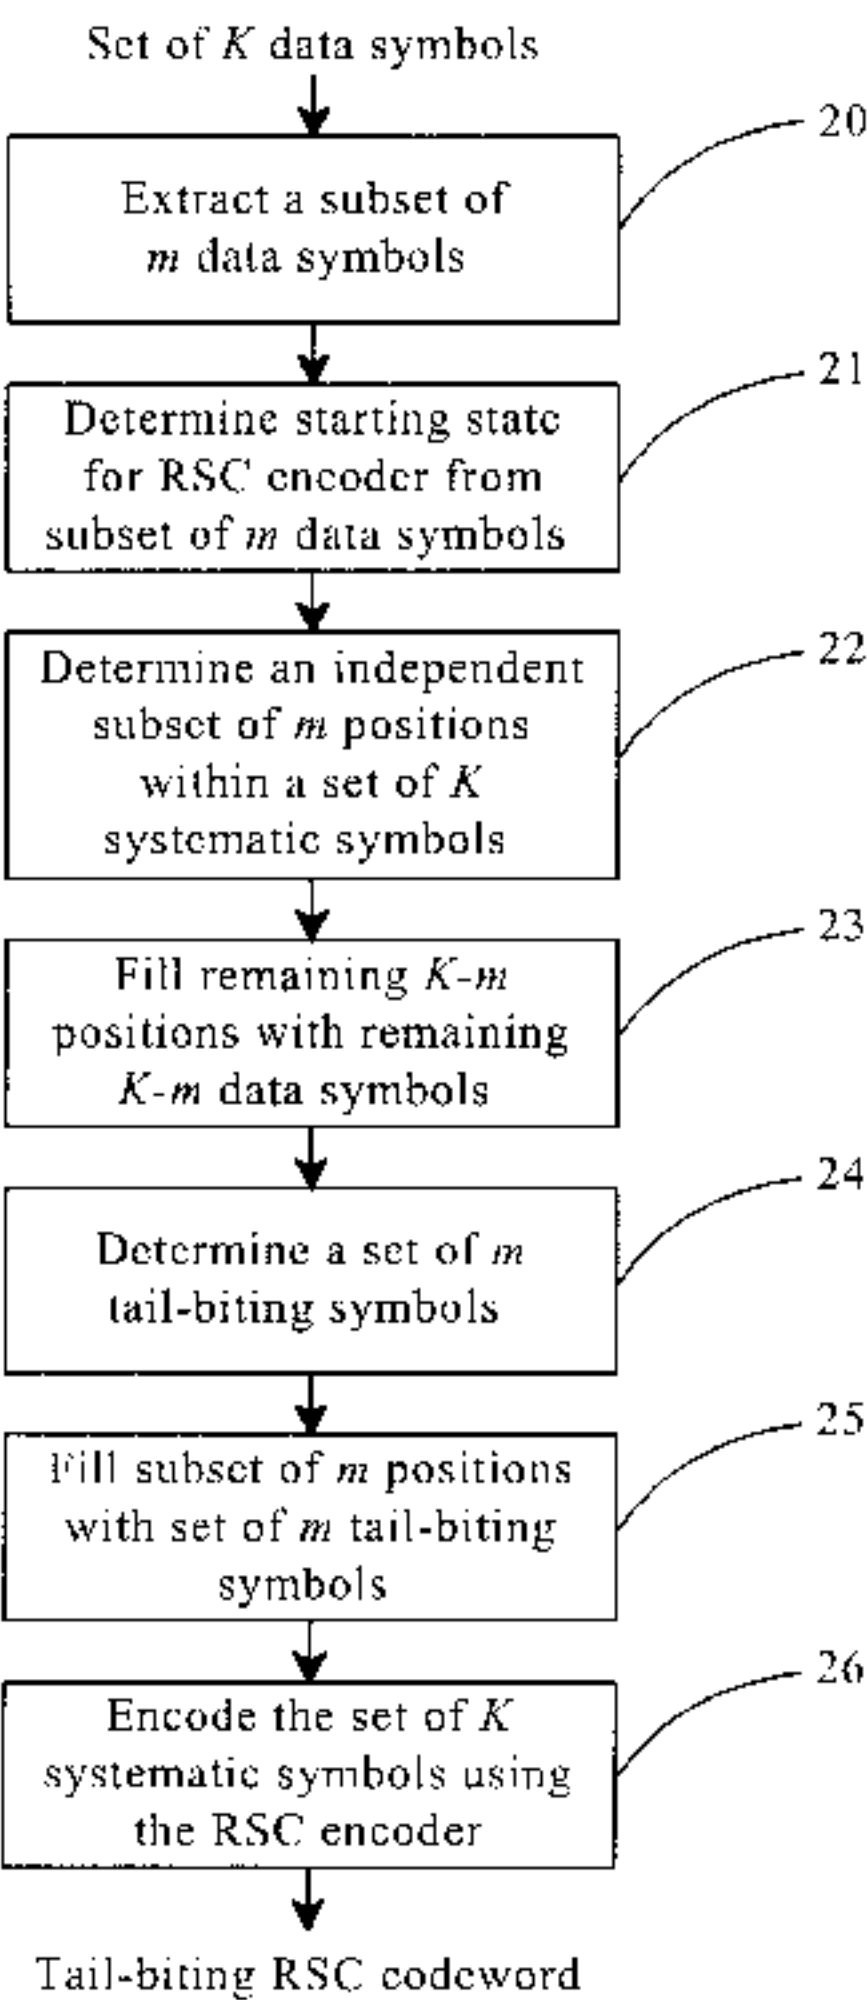 Set of K data symbols
20
Extract a subset of
m data symbols
21
Determine starting state
for RSC encoder from
subset of m data symbols
22
Determine an independent
subset of m positions
within a set of K
systematic symbols
23
Fill remaining K-m
positions with remaining
K-m data symbols
24
Determine a set of m
tail-biting symbols
25
Fill subset of m positions
with set of m tail-biting
symbols
26
Encode the set of K
systematic symbols using
the RSC encoder
Tail-biting RSC codeword